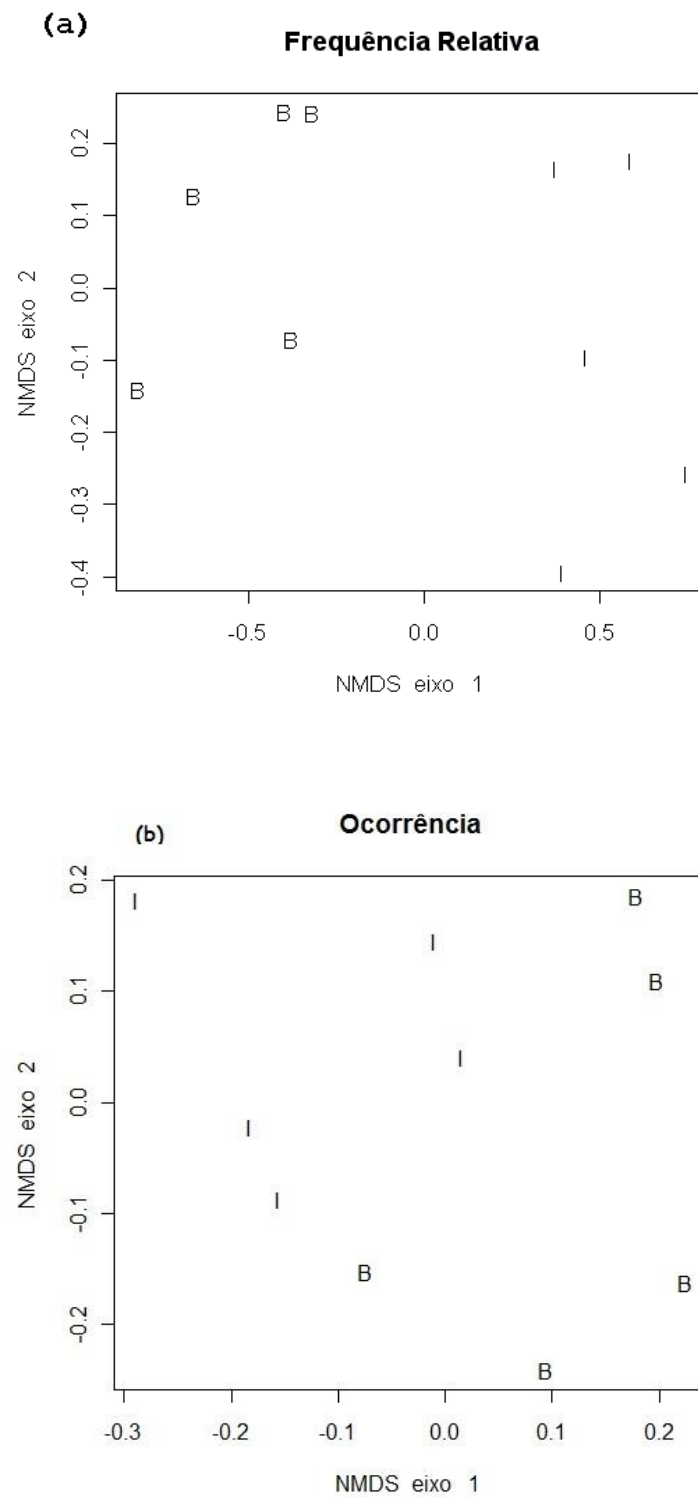 (a)
Frequência Relativa
B B
I I
B
B
I
B
I
I
0.2
0.1
0.0
-0.1
-0.2
-0.3
-0.4
NMDS eixo 2
-0.5 0.0 0.5
NMDS eixo 1
(b)
Ocorrência
I
B
I
B
I
I
I
B
B
B
0.2
0.1
0.0
-0.1
-0.2
NMDS eixo 2
-0.3 -0.2 -0.1 0.0 0.1 0.2
NMDS eixo 1